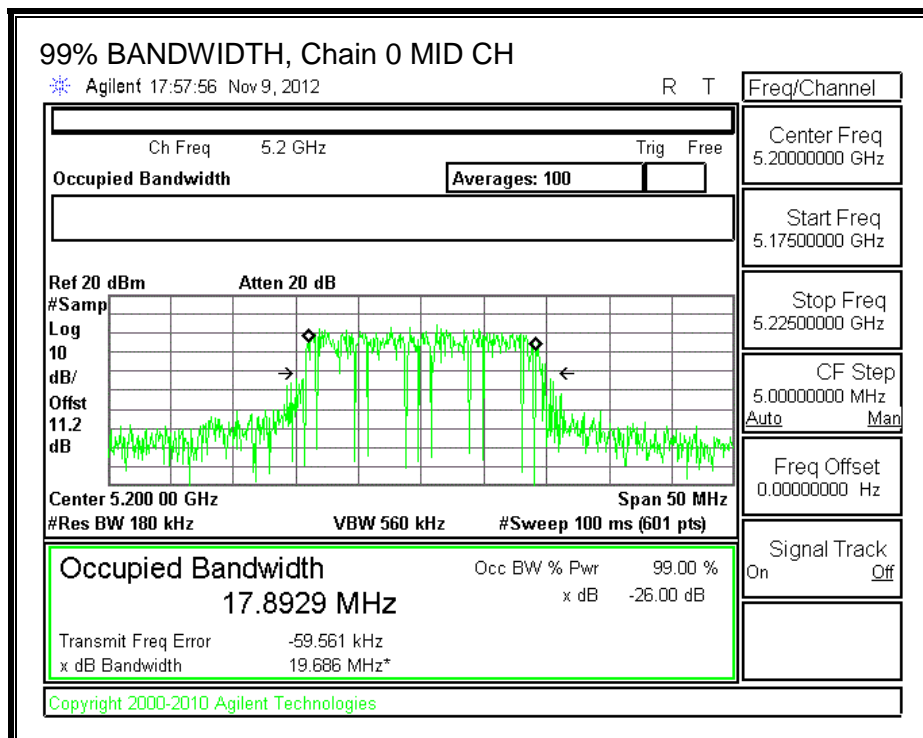 99% BANDWIDTH, Chain 0 MID CH
Agilent 17:57:56 Nov 9, 2012 R T
Freq/Channel
Ch Freq 5.2 GHz Trig Free
Occupied Bandwidth Averages: 100
Center Freq
5.20000000 GHz
Start Freq
5.17500000 GHz
Stop Freq
5.22500000 GHz
CF Step
5.00000000 MHz
Auto Man
Freq Offset
0.00000000 Hz
Signal Track
On Off
Ref 20 dBm Atten 20 dB
#Samp
Log
10
dB/
Offst
11.2
dB
Center 5.200 00 GHz Span 50 MHz
#Res BW 180 kHz VBW 560 kHz #Sweep 100 ms (601 pts)
Occupied Bandwidth Occ BW % Pwr 99.00 %
17.8929 MHz x dB -26.00 dB
Transmit Freq Error -59.561 kHz
x dB Bandwidth 19.686 MHz*
Copyright 2000-2010 Agilent Technologies